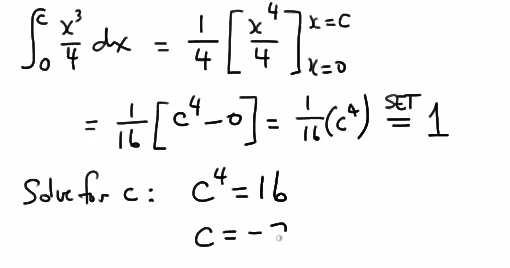 ∫₀ᶜ x³/4 dx = 1/4 [x⁴/4]ₓ₌₀ˣ⁼ᶜ
= 1/16 [c⁴ − 0] = 1/16 (c⁴) SET = 1
Solve for c: c⁴ = 16
c = −